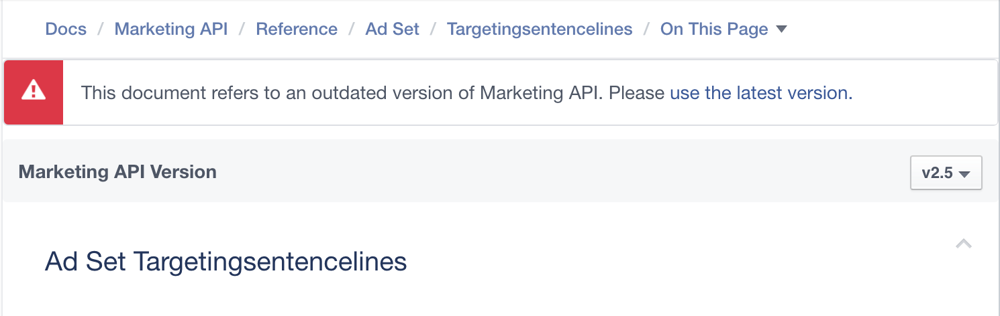 Docs / Marketing API / Reference / Ad Set / Targetingsentencelines / On This Page
This document refers to an outdated version of Marketing API. Please use the latest version.
Marketing API Version
v2.5
Ad Set Targetingsentencelines